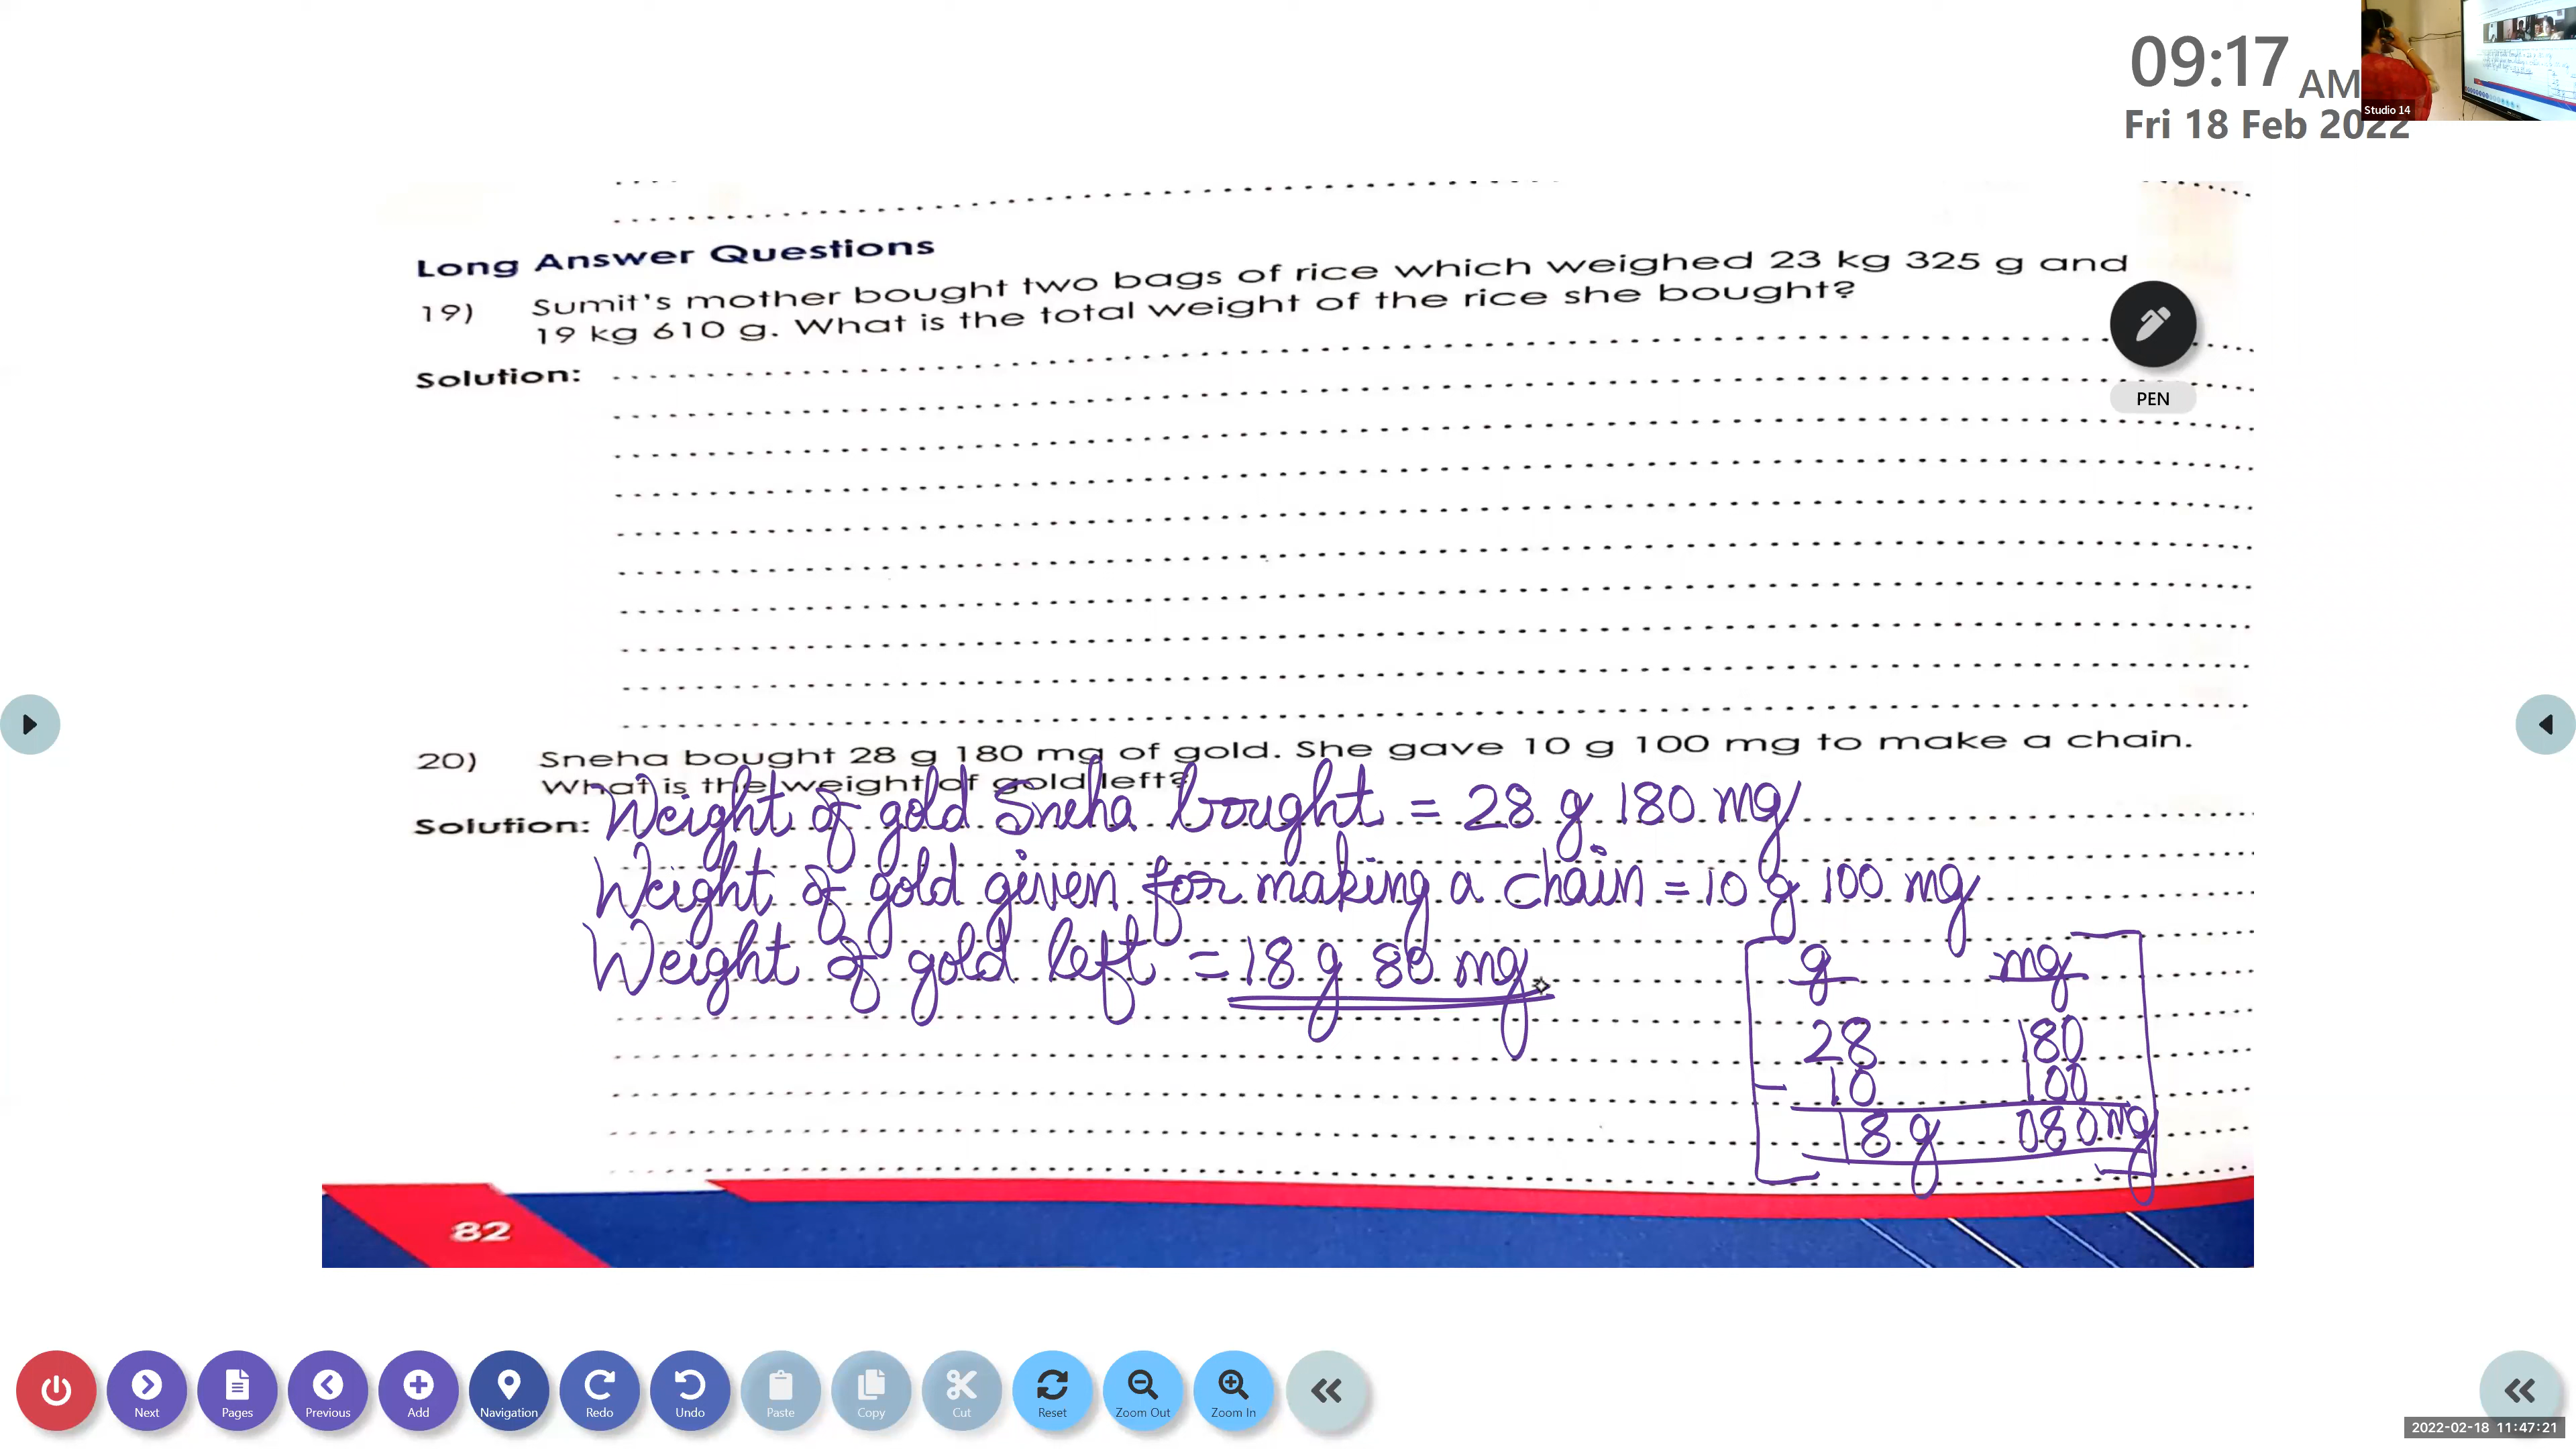 09:17 AM
Fri 18 Feb 2022
Studio 14
Long Answer Questions
19) Sumit's mother bought two bags of rice which weighed 23 kg 325 g and
19 kg 610 g. What is the total weight of the rice she bought?
Solution:
PEN
20) Sneha bought 28 g 180 mg of gold. She gave 10 g 100 mg to make a chain.
What is the weight of gold left?
Solution: Weight of gold Sneha bought = 28 g 180 mg
Weight of gold given for making a chain = 10 g 100 mg
Weight of gold left = 18 g 80 mg
g mg
28 180
- 10 100
18 g 080 mg
82
Next Pages Previous Add Navigation Redo Undo Paste Copy Cut Reset Zoom Out Zoom In
2022-02-18 11:47:21